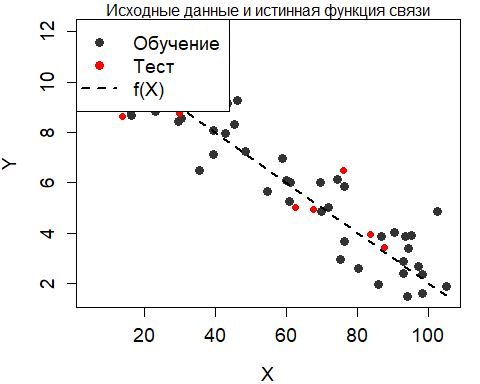 Исходные данные и истинная функция связи
Обучение
Тест
f(X)
12
10
8
6
4
2
Y
20 40 60 80 100
X